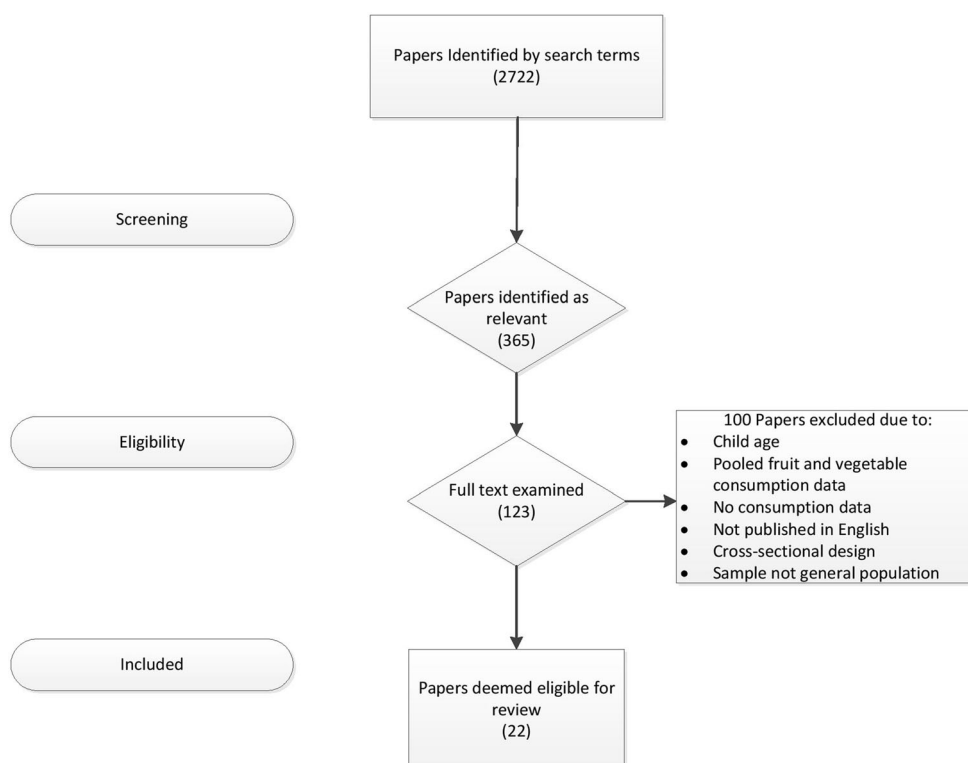 Papers Identified by search terms
(2722)
Screening
Papers identified as
relevant
(365)
Eligibility
Full text examined
(123)
100 Papers excluded due to:
• Child age
• Pooled fruit and vegetable
consumption data
• No consumption data
• Not published in English
• Cross-sectional design
• Sample not general population
Included
Papers deemed eligible for
review
(22)